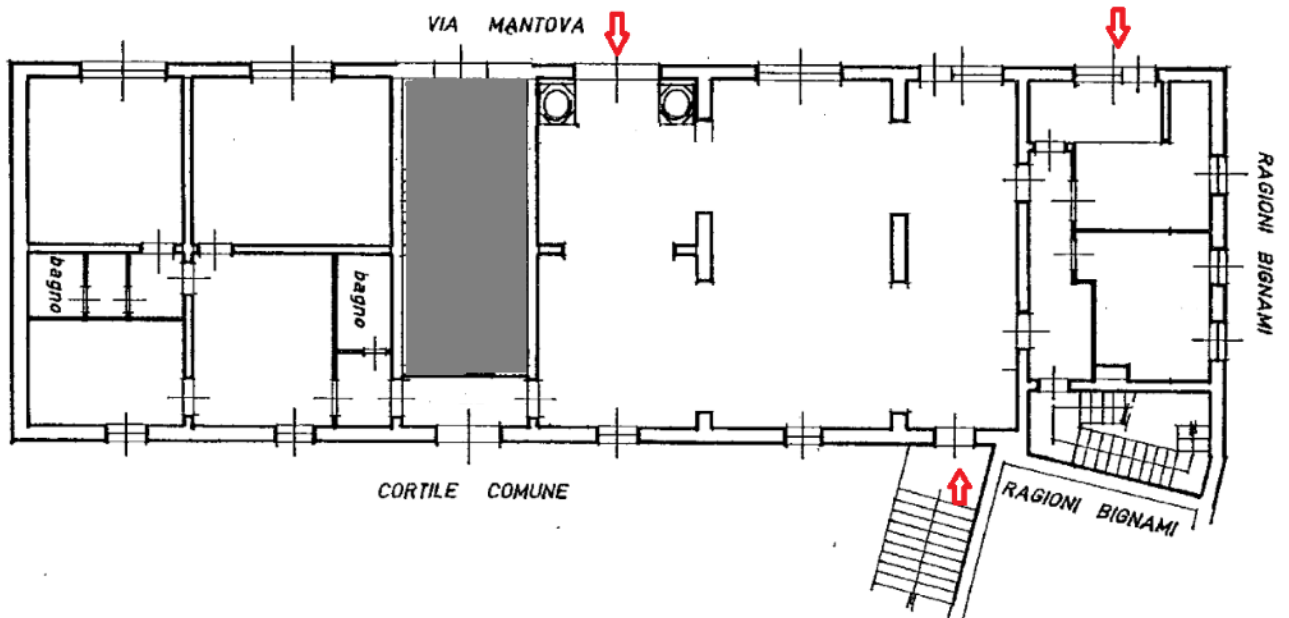 VIA MANTOVA
RAGIONI BIGNAMI
bagno
bagno
CORTILE COMUNE
RAGIONI BIGNAMI